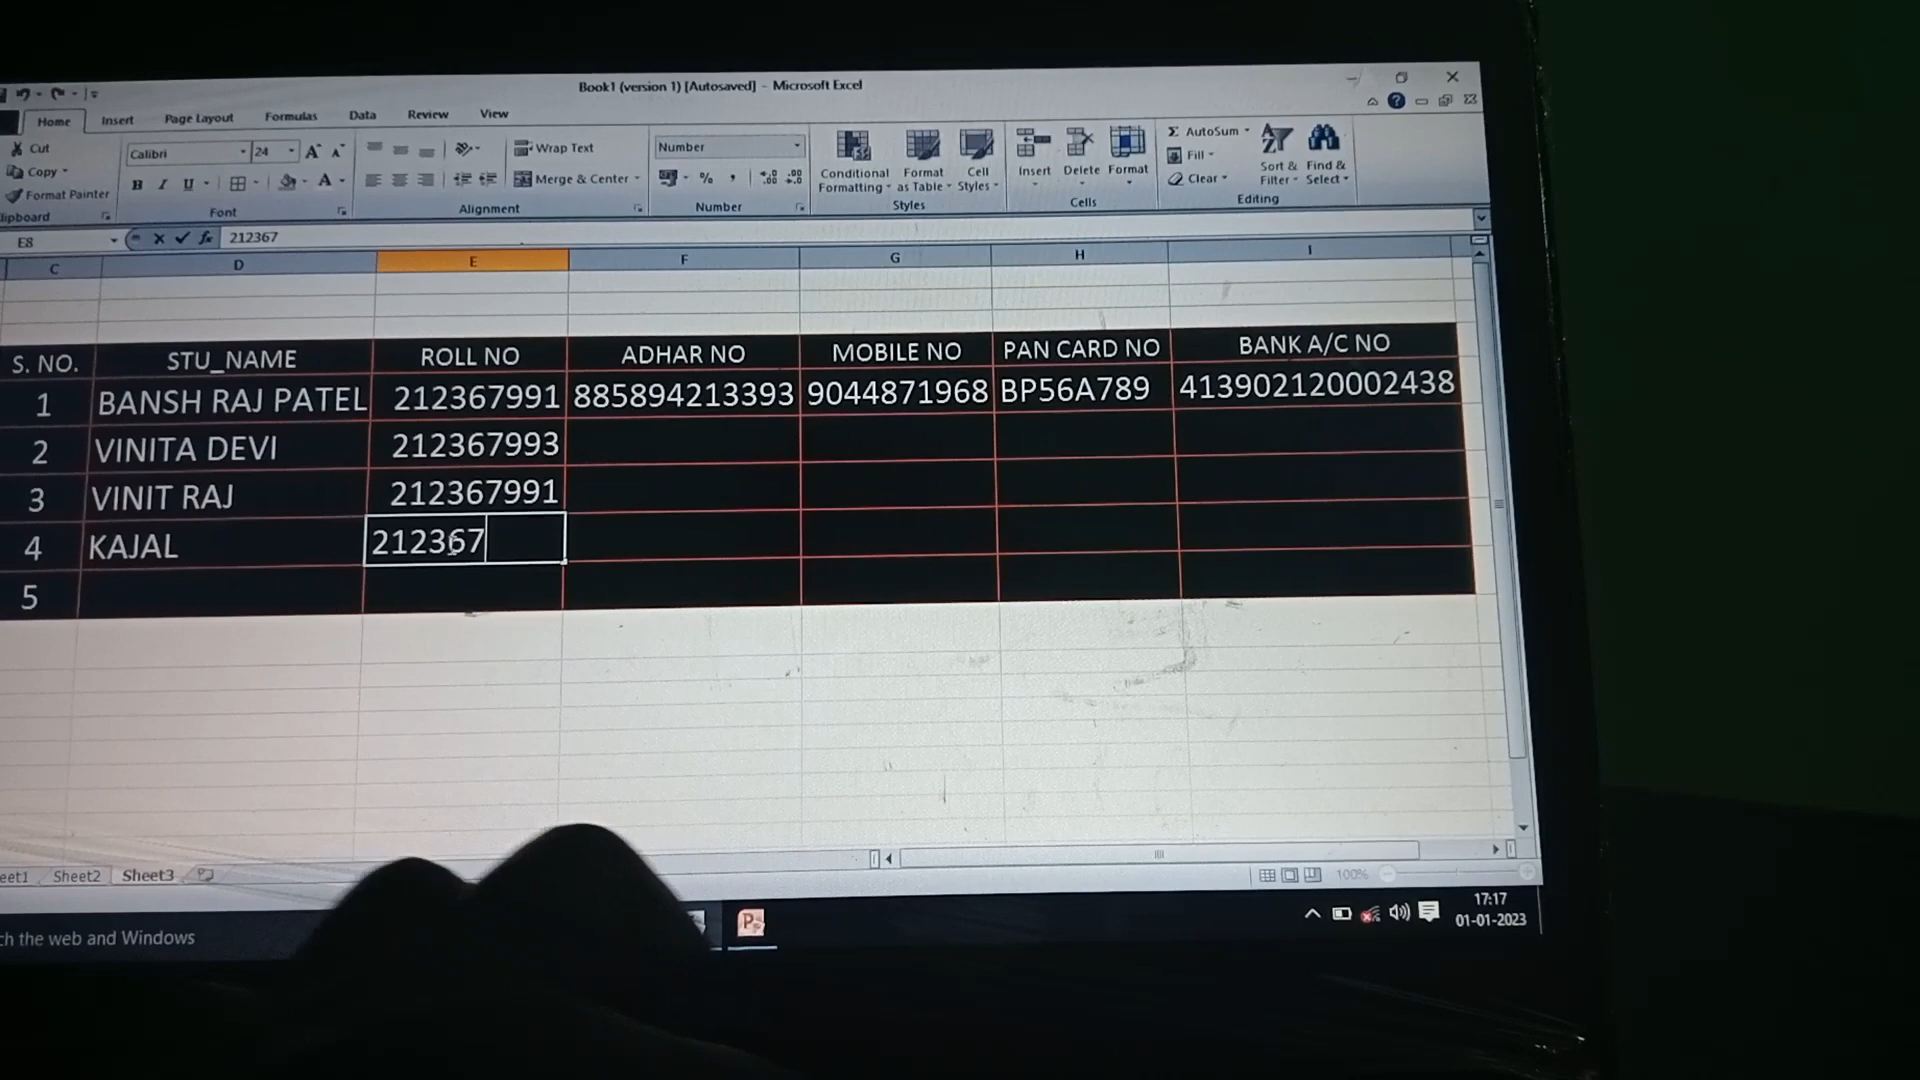 Book1 (version 1) [Autosaved] - Microsoft Excel
Home Insert Page Layout Formulas Data Review View
Cut
Copy
Format Painter
Calibri 24
B I U
Wrap Text
Merge & Center
Number
Conditional Formatting
Format as Table
Cell Styles
Insert Delete Format
Σ AutoSum
Fill
Clear
Sort & Filter
Find & Select
lipboard Font Alignment Number Styles Cells Editing
E8 fx 212367
C D E F G H I
S. NO. STU_NAME ROLL NO ADHAR NO MOBILE NO PAN CARD NO BANK A/C NO
1 BANSH RAJ PATEL 212367991 885894213393 9044871968 BP56A789 413902120002438
2 VINITA DEVI 212367993
3 VINIT RAJ 212367991
4 KAJAL 212367
5
eet1 Sheet2 Sheet3
100%
ch the web and Windows
17:17
01-01-2023